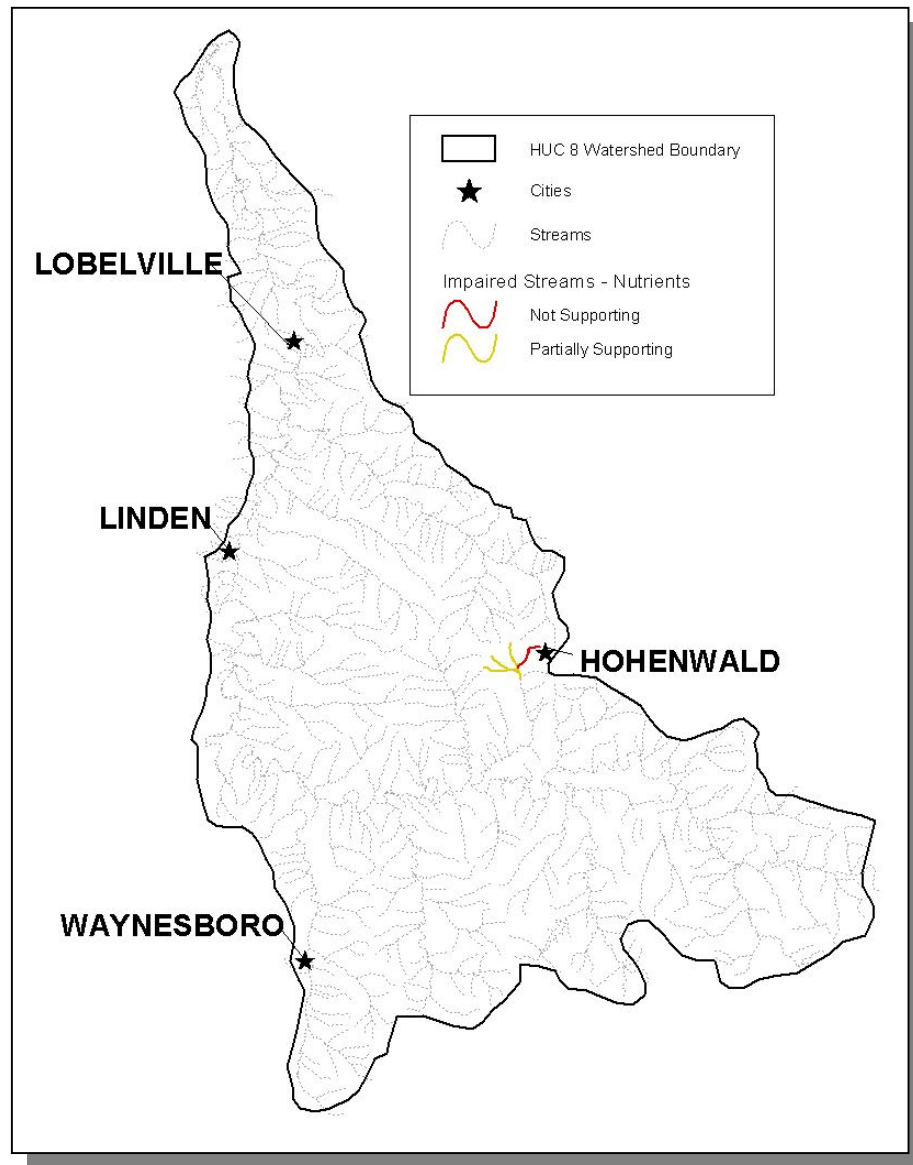 HUC 8 Watershed Boundary
Cities
Streams
Impaired Streams - Nutrients
Not Supporting
Partially Supporting
LOBELVILLE
LINDEN
HOHENWALD
WAYNESBORO